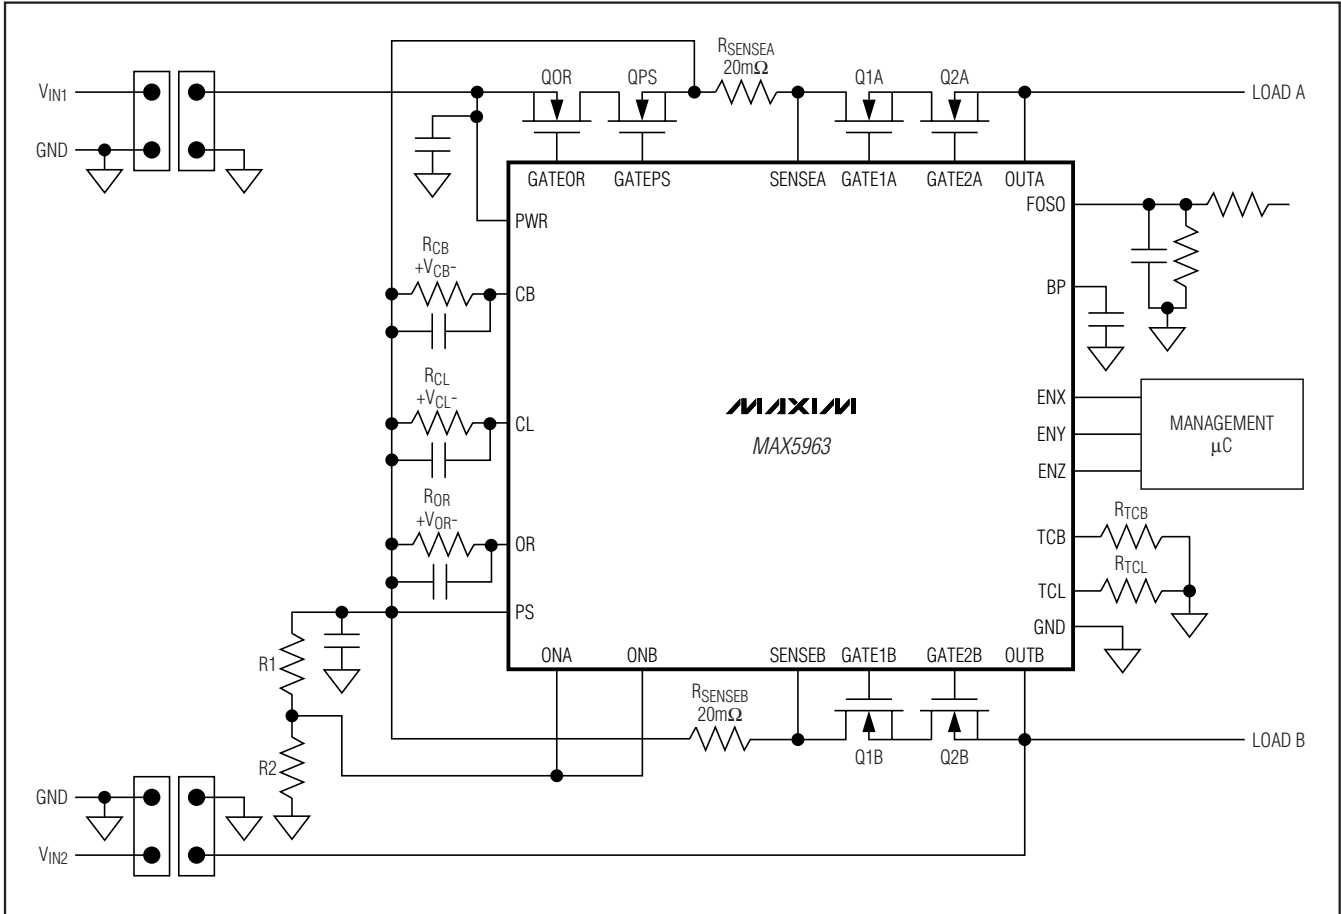 RSENSEA
20mΩ
QOR
QPS
Q1A
Q2A
VIN1
LOAD A
GND
GATEOR
GATEPS
SENSEA
GATE1A
GATE2A
OUTA
FOSO
PWR
RCB
+VCB-
CB
BP
RCL
+VCL-
CL
MAXIM
MAX5963
ENX
ENY
ENZ
MANAGEMENT
µC
ROR
+VOR-
OR
TCB
RTCB
TCL
RTCL
PS
GND
R1
ONA
ONB
SENSEB
GATE1B
GATE2B
OUTB
RSENSEB
20mΩ
Q1B
Q2B
LOAD B
R2
GND
VIN2